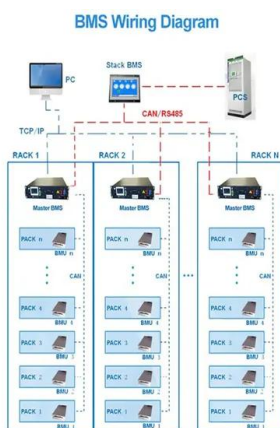 BMS Wiring Diagram
Stack BMS
PC
PCS
CAN/RS485
TCP/IP
RACK 1
RACK 2
RACK N
Master BMS
Master BMS
Master BMS
PACK n
PACK n
PACK n
BMU n
BMU n
BMU n
CAN
CAN
CAN
PACK 4
PACK 4
PACK 4
BMU 4
BMU 4
BMU 4
PACK 3
PACK 3
PACK 3
BMU 3
BMU 3
BMU 3
PACK 2
PACK 2
PACK 2
BMU 2
BMU 2
BMU 2
PACK 1
PACK 1
PACK 1
BMU 1
BMU 1
BMU 1